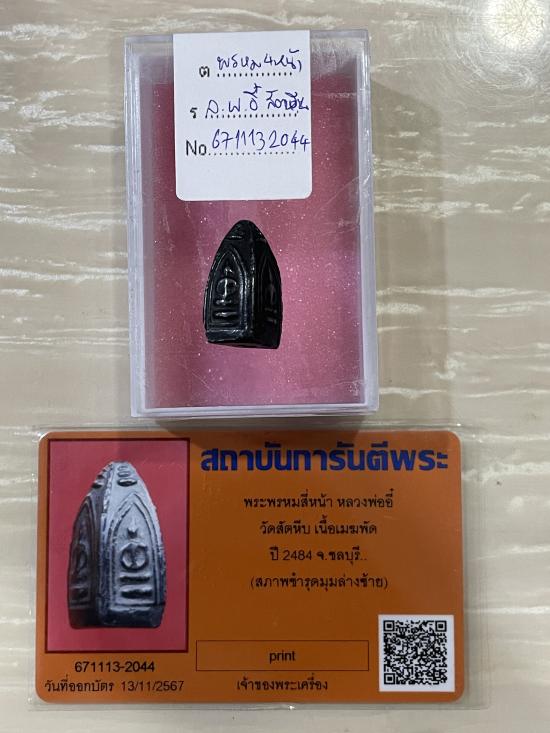 ต พรหม4หน้า
ร ล.พ.อี๋ สัตหีบ
No. 6711132044
สถาบันการันตีพระ
พระพรหมสี่หน้า หลวงพ่ออี๋
วัดสัตหีบ เนื้อเมฆพัด
ปี 2484 จ.ชลบุรี..
(สภาพชำรุดมุมล่างซ้าย)
print
671113-2044
วันที่ออกบัตร 13/11/2567
เจ้าของพระเครื่อง